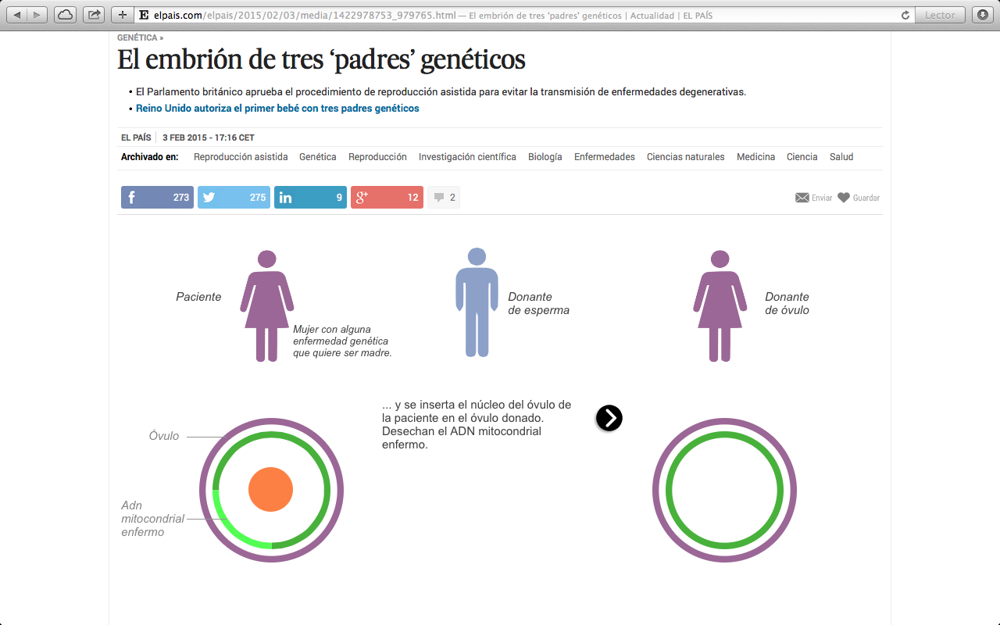 elpais.com/elpais/2015/02/03/media/1422978753_979765.html — El embrión de tres ‘padres’ genéticos | Actualidad | EL PAÍS
Lector
GENÉTICA »
El embrión de tres ‘padres’ genéticos
• El Parlamento británico aprueba el procedimiento de reproducción asistida para evitar la transmisión de enfermedades degenerativas.
• Reino Unido autoriza el primer bebé con tres padres genéticos
EL PAÍS 3 FEB 2015 - 17:16 CET
Archivado en: Reproducción asistida Genética Reproducción Investigación científica Biología Enfermedades Ciencias naturales Medicina Ciencia Salud
f 273 275 in 9 g+ 12 2 Enviar Guardar
Paciente
Mujer con alguna
enfermedad genética
que quiere ser madre.
Donante
de esperma
Donante
de óvulo
... y se inserta el núcleo del óvulo de
la paciente en el óvulo donado.
Desechan el ADN mitocondrial
enfermo.
Óvulo
Adn
mitocondrial
enfermo